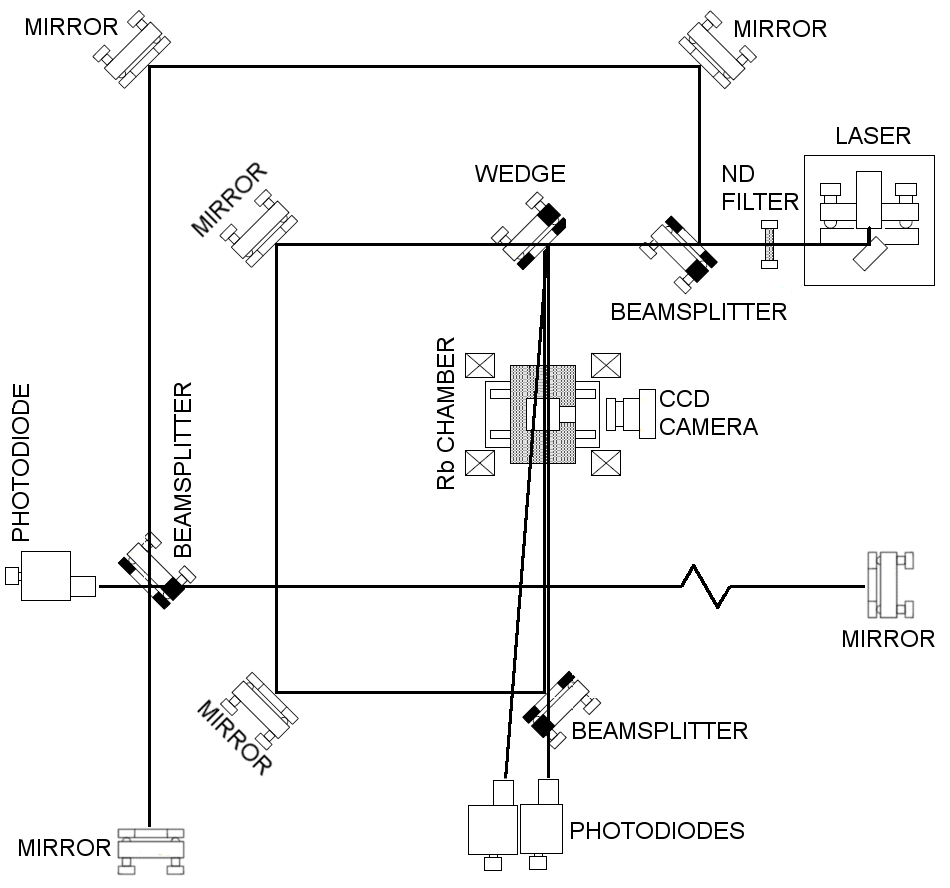 MIRROR
MIRROR
LASER
MIRROR
WEDGE
ND
FILTER
BEAMSPLITTER
Rb CHAMBER
CCD
CAMERA
PHOTODIODE
BEAMSPLITTER
MIRROR
MIRROR
BEAMSPLITTER
MIRROR
PHOTODIODES